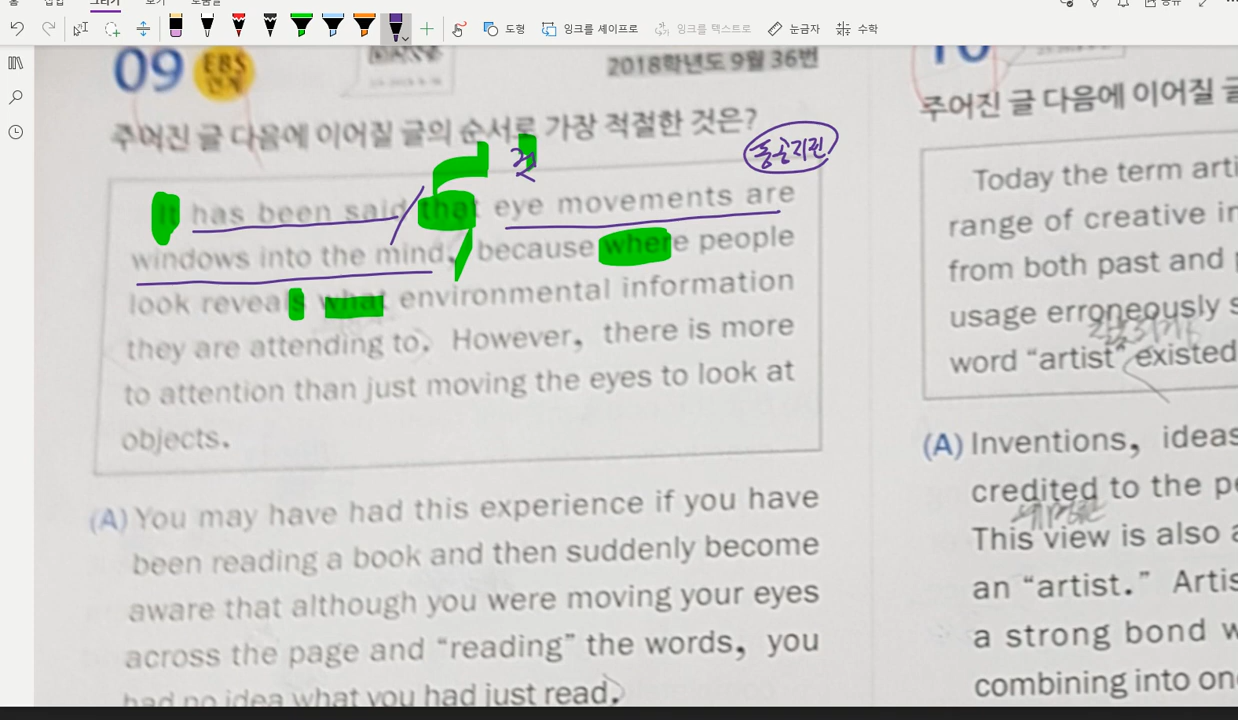 도형
잉크를 셰이프로
잉크를 텍스트로
눈금자
수학
09
EBS
2018학년도 9월 36번
주어진 글 다음에 이어질 글의 순서로 가장 적절한 것은?
것
동공지진
It has been said that eye movements are
windows into the mind, because where people
look reveals what environmental information
they are attending to. However, there is more
to attention than just moving the eyes to look at
objects.
(A) You may have had this experience if you have
been reading a book and then suddenly become
aware that although you were moving your eyes
across the page and “reading” the words, you
had no idea what you had just read.
10
주어진 글 다음에 이어질 글
Today the term arti
range of creative in
from both past and
usage erroneously s
word “artist” existed
(A) Inventions, ideas
credited to the pe
This view is also a
an “artist.” Artis
a strong bond w
combining into on